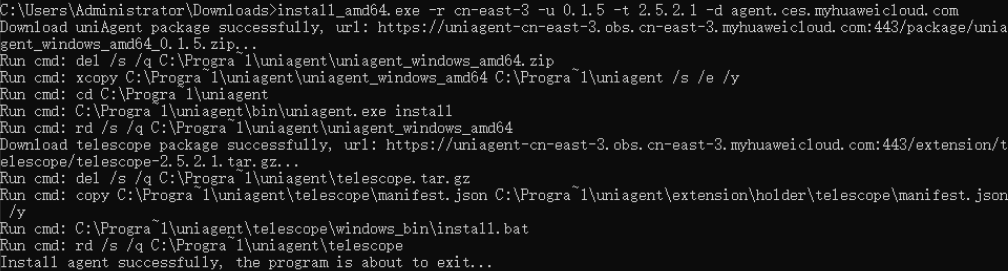 C:\Users\Administrator\Downloads>install_amd64.exe -r cn-east-3 -u 0.1.5 -t 2.5.2.1 -d agent.ces.myhuaweicloud.com
Download uniAgent package successfully, url: https://uniagent-cn-east-3.obs.cn-east-3.myhuaweicloud.com:443/package/unia
gent_windows_amd64_0.1.5.zip...
Run cmd: del /s /q C:\Progra~1\uniagent\uniagent_windows_amd64.zip
Run cmd: xcopy C:\Progra~1\uniagent\uniagent_windows_amd64 C:\Progra~1\uniagent /s /e /y
Run cmd: cd C:\Progra~1\uniagent
Run cmd: C:\Progra~1\uniagent\bin\uniagent.exe install
Run cmd: rd /s /q C:\Progra~1\uniagent\uniagent_windows_amd64
Download telescope package successfully, url: https://uniagent-cn-east-3.obs.cn-east-3.myhuaweicloud.com:443/extension/t
elescope/telescope-2.5.2.1.tar.gz...
Run cmd: del /s /q C:\Progra~1\uniagent\telescope.tar.gz
Run cmd: copy C:\Progra~1\uniagent\telescope\manifest.json C:\Progra~1\uniagent\extension\holder\telescope\manifest.json
/y
Run cmd: C:\Progra~1\uniagent\telescope\windows_bin\install.bat
Run cmd: rd /s /q C:\Progra~1\uniagent\telescope
Install agent successfully, the program is about to exit...